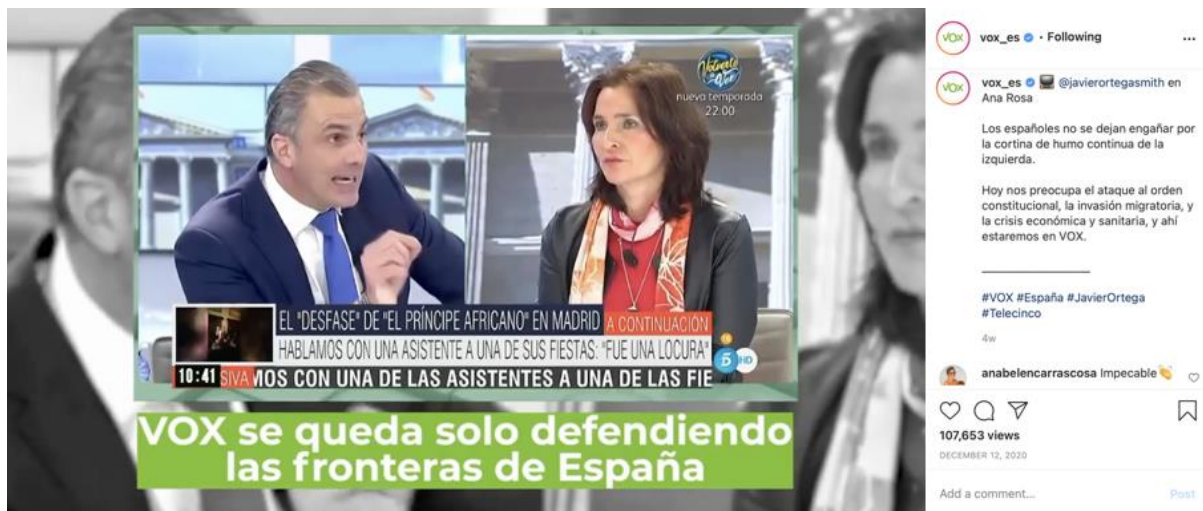 Volverte a Ver
nueva temporada
22:00
EL "DESFASE" DE "EL PRÍNCIPE AFRICANO" EN MADRID
A CONTINUACIÓN
HABLAMOS CON UNA ASISTENTE A UNA DE SUS FIESTAS: "FUE UNA LOCURA"
HD
10:41
SIVA
MOS CON UNA DE LAS ASISTENTES A UNA DE LAS FIE
VOX se queda solo defendiendo
las fronteras de España
VOX
vox_es • Following
VOX
vox_es @javierortegasmith en
Ana Rosa
Los españoles no se dejan engañar por
la cortina de humo continua de la
izquierda.
Hoy nos preocupa el ataque al orden
constitucional, la invasión migratoria, y
la crisis económica y sanitaria, y ahí
estaremos en VOX.
#VOX #España #JavierOrtega
#Telecinco
4w
anabelencarrascosa Impecable
107,653 views
DECEMBER 12, 2020
Add a comment...
Post